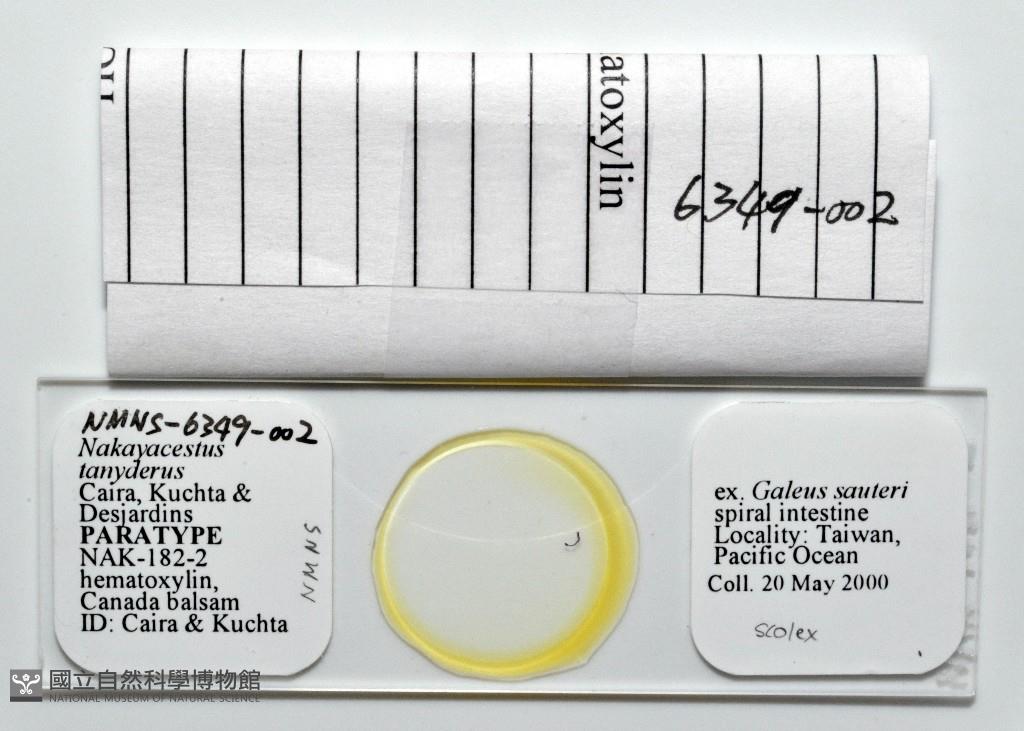 atoxylin
6349-002
NMNS-6349-002
Nakayacestus
tanyderus
Caira, Kuchta &
Desjardins
PARATYPE
NAK-182-2
hematoxylin,
Canada balsam
ID: Caira & Kuchta
NMNS
ex. Galeus sauteri
spiral intestine
Locality: Taiwan,
Pacific Ocean
Coll. 20 May 2000
scolex
國立自然科學博物館
NATIONAL MUSEUM OF NATURAL SCIENCE